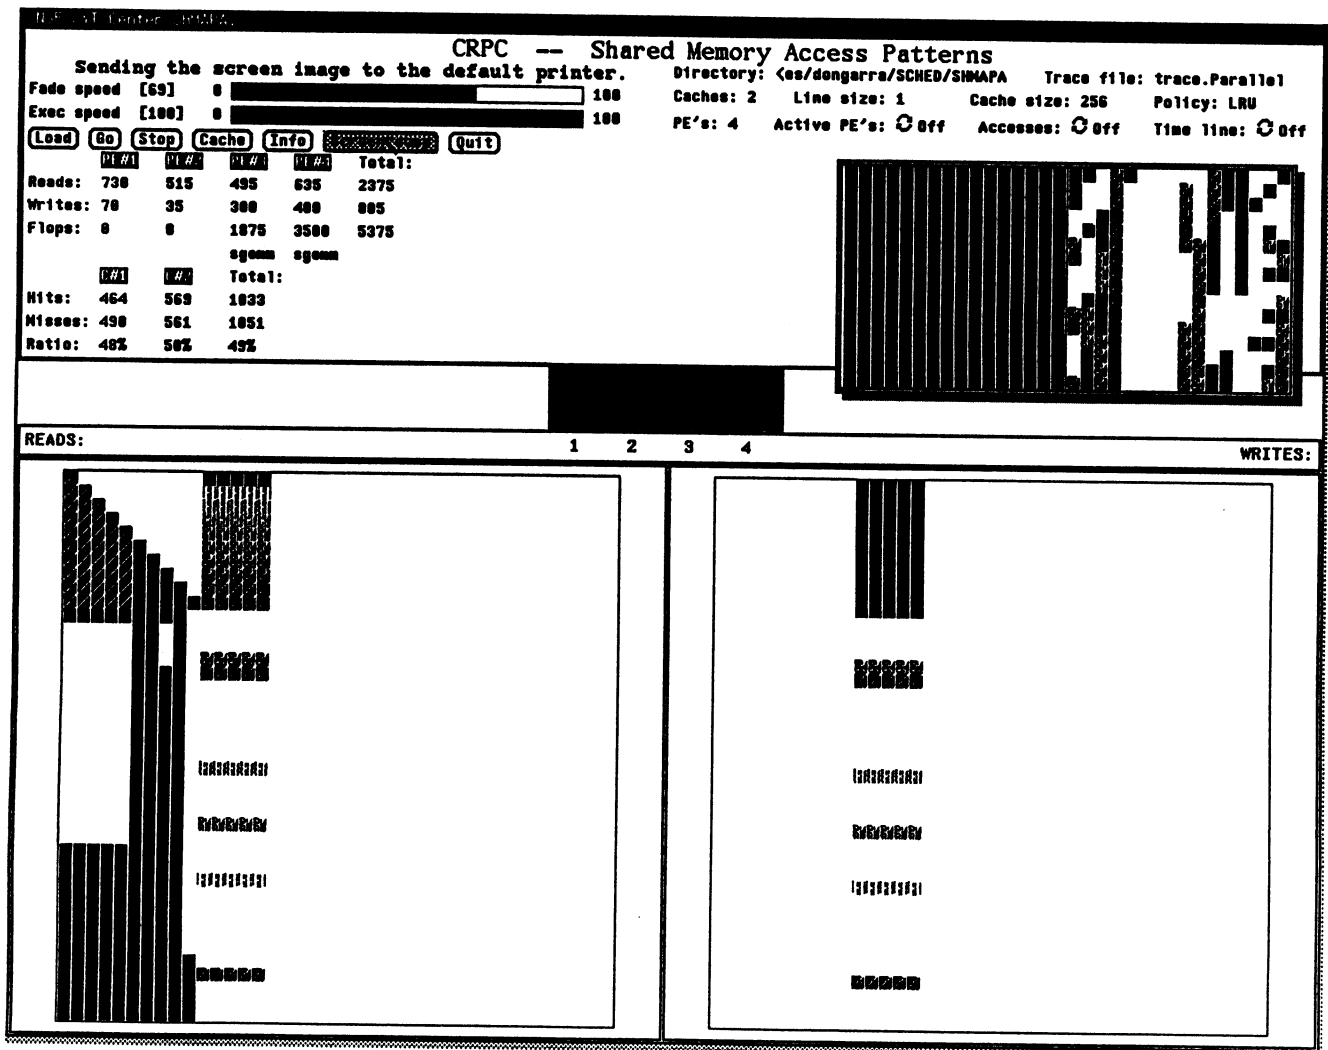 CRPC -- Shared Memory Access Patterns
Sending the screen image to the default printer. Directory: <es/dongarra/SCHED/SHMAPA Trace file: trace.Parallel
Fade speed [69] 0 100 Caches: 2 Line size: 1 Cache size: 256 Policy: LRU
Exec speed [100] 0 100 PE's: 4 Active PE's: Off Accesses: Off Time line: Off
Load Go Stop Cache Info Quit
PE#1 Total:
Reads: 730 515 495 635 2375
Writes: 70 35 300 400 805
Flops: 0 0 1875 3500 5375
sgemm sgemm
C#1 Total:
Hits: 464 569 1033
Misses: 490 561 1051
Ratio: 48% 50% 49%
READS: 1 2 3 4 WRITES: